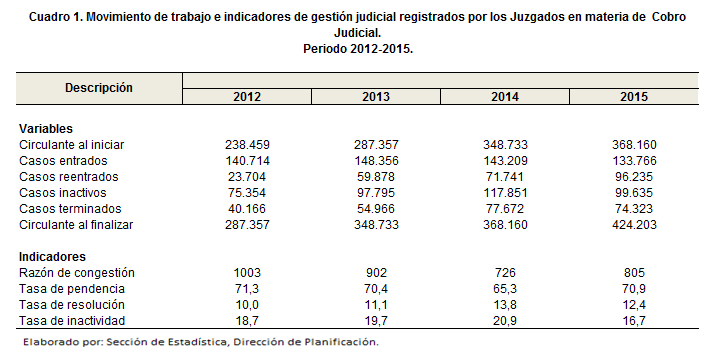 Cuadro 1. Movimiento de trabajo e indicadores de gestión judicial registrados por los Juzgados en materia de Cobro
Judicial.
Periodo 2012-2015.
Descripción
2012 2013 2014 2015
Variables
Circulante al iniciar 238.459 287.357 348.733 368.160
Casos entrados 140.714 148.356 143.209 133.766
Casos reentrados 23.704 59.878 71.741 96.235
Casos inactivos 75.354 97.795 117.851 99.635
Casos terminados 40.166 54.966 77.672 74.323
Circulante al finalizar 287.357 348.733 368.160 424.203
Indicadores
Razón de congestión 1003 902 726 805
Tasa de pendencia 71,3 70,4 65,3 70,9
Tasa de resolución 10,0 11,1 13,8 12,4
Tasa de inactividad 18,7 19,7 20,9 16,7
Elaborado por: Sección de Estadística, Dirección de Planificación.